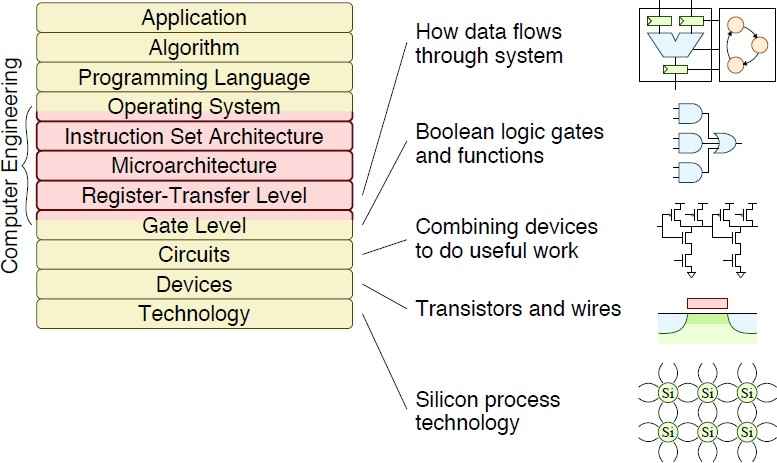 Computer Engineering
Application
Algorithm
Programming Language
Operating System
Instruction Set Architecture
Microarchitecture
Register-Transfer Level
Gate Level
Circuits
Devices
Technology
How data flows
through system
Boolean logic gates
and functions
Combining devices
to do useful work
Transistors and wires
Silicon process
technology
Si Si Si
Si Si Si